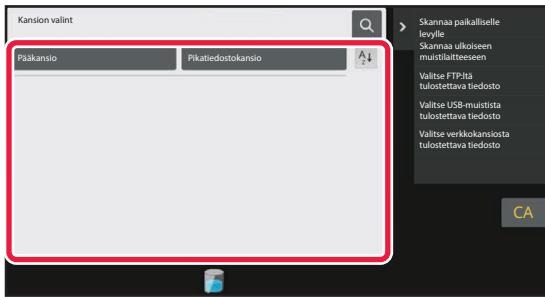 Kansion valint
Pääkansio
Pikatiedostokansio
Skannaa paikalliselle
levylle
Skannaa ulkoiseen
muistilaitteeseen
Valitse FTP:ltä
tulostettava tiedosto
Valitse USB-muistista
tulostettava tiedosto
Valitse verkkokansiosta
tulostettava tiedosto
CA